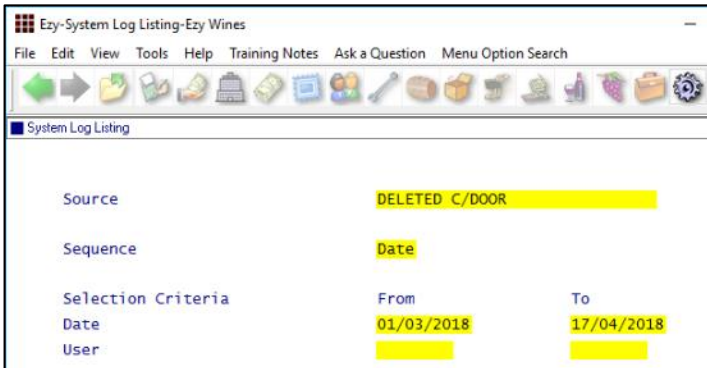 Ezy-System Log Listing-Ezy Wines
File Edit View Tools Help Training Notes Ask a Question Menu Option Search
System Log Listing
Source DELETED C/DOOR
Sequence Date
Selection Criteria From To
Date 01/03/2018 17/04/2018
User